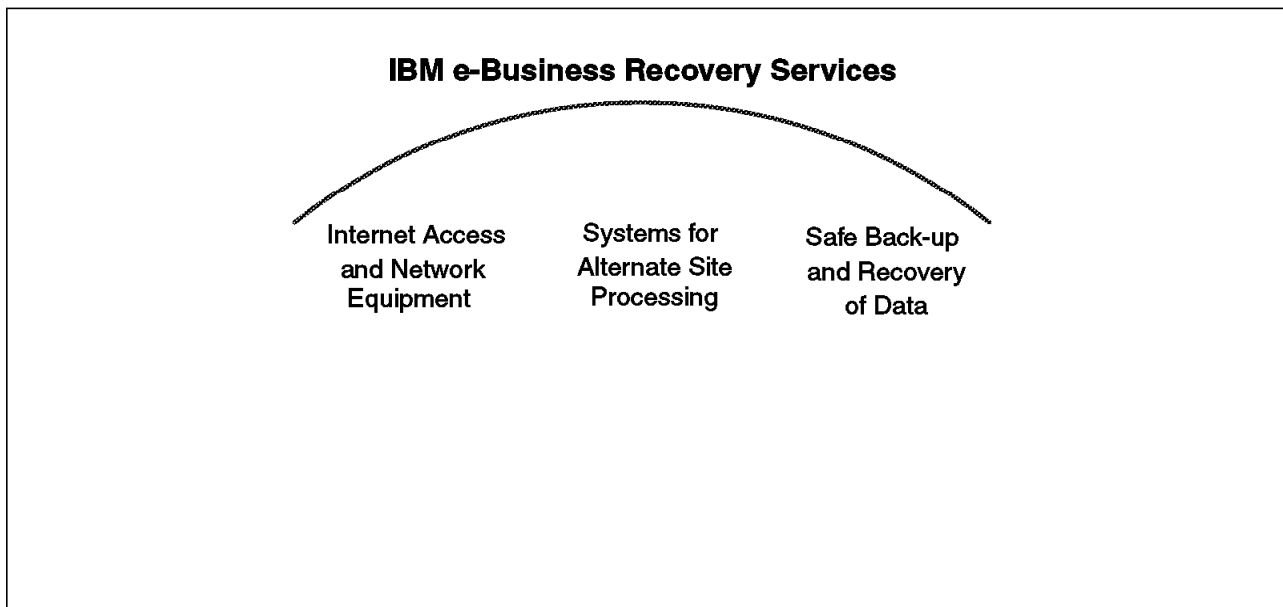 IBM e-Business Recovery Services
Internet Access
and Network
Equipment
Systems for
Alternate Site
Processing
Safe Back-up
and Recovery
of Data